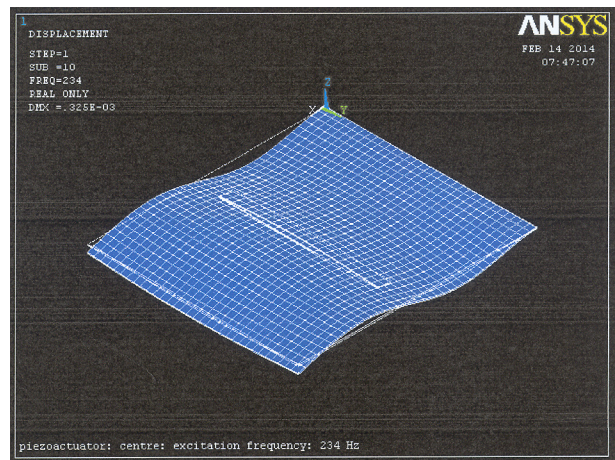 1
DISPLACEMENT
STEP=1
SUB =10
FREQ=234
REAL ONLY
DMX =.325E-03
ANSYS
FEB 14 2014
07:47:07
Z
X
Y
piezoactuator: centre: excitation frequency: 234 Hz